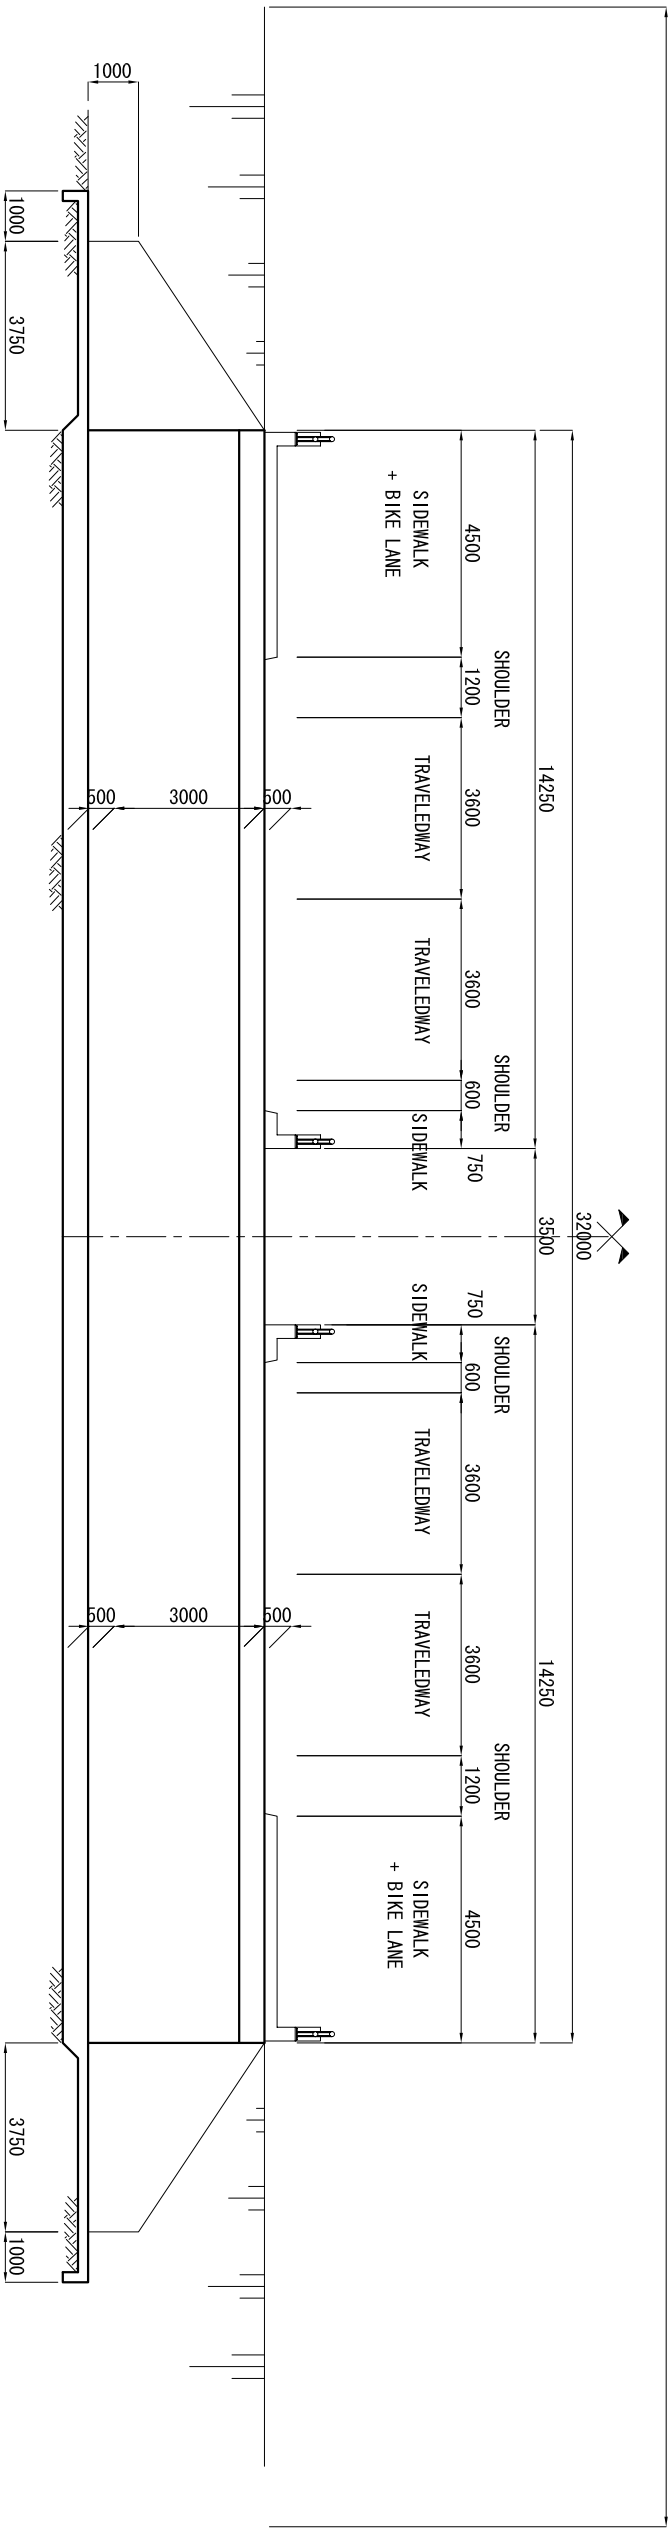 32000
14250
3500
14250
SHOULDER
SHOULDER
SHOULDER
SHOULDER
4500
1200
3600
3600
600
750
750
600
3600
3600
1200
4500
SIDEWALK
+ BIKE LANE
TRAVELEDWAY
TRAVELEDWAY
SIDEWALK
SIDEWALK
TRAVELEDWAY
TRAVELEDWAY
SIDEWALK
+ BIKE LANE
500
3000
500
500
3000
500
1000
1000
3750
3750
1000